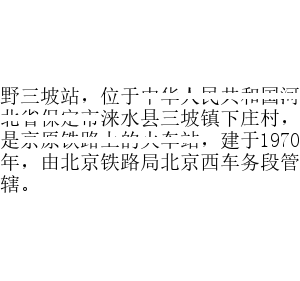 野三坡站，位于中华人民共和国河
北省保定市涞水县三坡镇下庄村，
是京原铁路上的火车站，建于1970
年，由北京铁路局北京西车务段管
辖。